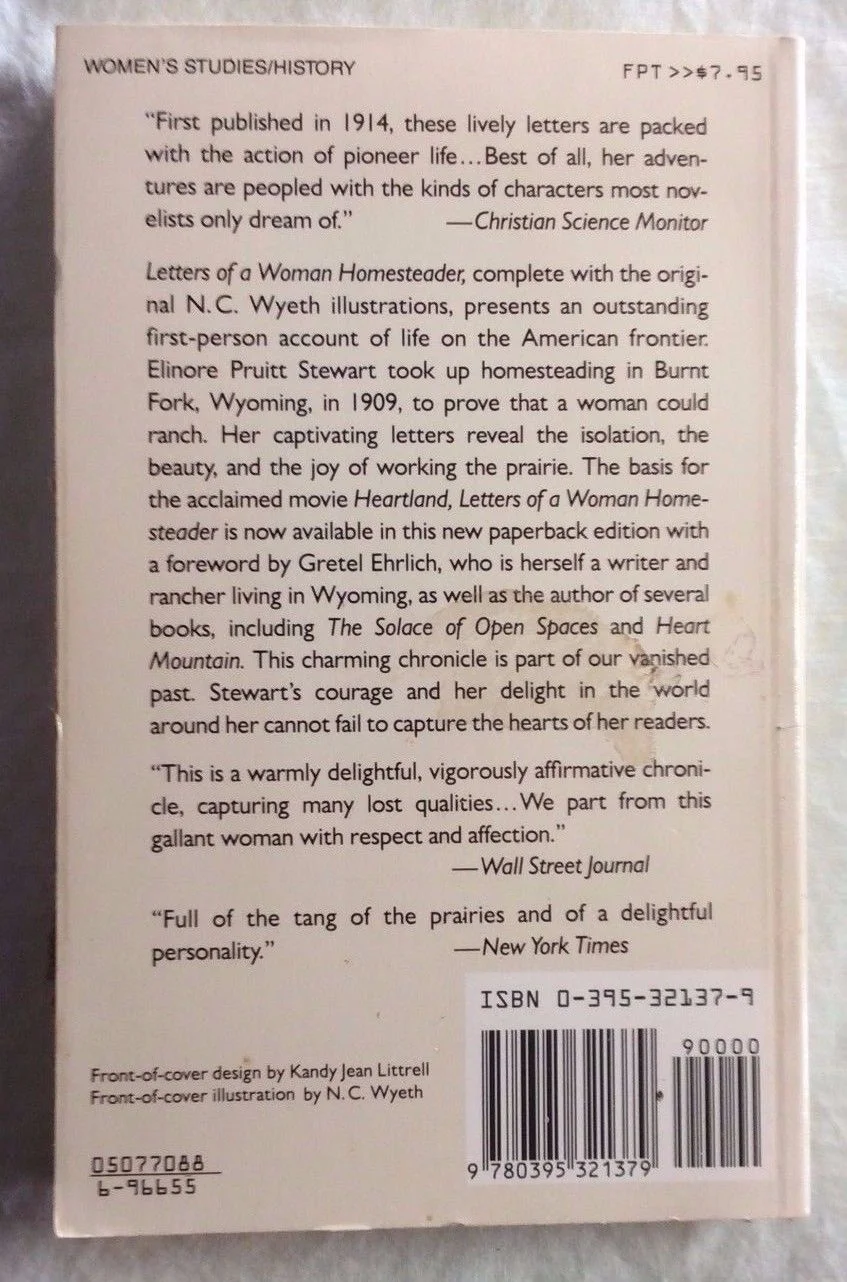 WOMEN'S STUDIES/HISTORY
FPT >>$7.95
“First published in 1914, these lively letters are packed
with the action of pioneer life...Best of all, her adven-
tures are peopled with the kinds of characters most nov-
elists only dream of.” —Christian Science Monitor
Letters of a Woman Homesteader, complete with the origi-
nal N.C. Wyeth illustrations, presents an outstanding
first-person account of life on the American frontier.
Elinore Pruitt Stewart took up homesteading in Burnt
Fork, Wyoming, in 1909, to prove that a woman could
ranch. Her captivating letters reveal the isolation, the
beauty, and the joy of working the prairie. The basis for
the acclaimed movie Heartland, Letters of a Woman Home-
steader is now available in this new paperback edition with
a foreword by Gretel Ehrlich, who is herself a writer and
rancher living in Wyoming, as well as the author of several
books, including The Solace of Open Spaces and Heart
Mountain. This charming chronicle is part of our vanished
past. Stewart's courage and her delight in the world
around her cannot fail to capture the hearts of her readers.
“This is a warmly delightful, vigorously affirmative chroni-
cle, capturing many lost qualities...We part from this
gallant woman with respect and affection.”
—Wall Street Journal
“Full of the tang of the prairies and of a delightful
personality.” —New York Times
ISBN 0-395-32137-9
90000
9 780395 321379
Front-of-cover design by Kandy Jean Littrell
Front-of-cover illustration by N.C. Wyeth
05077088
6-96655